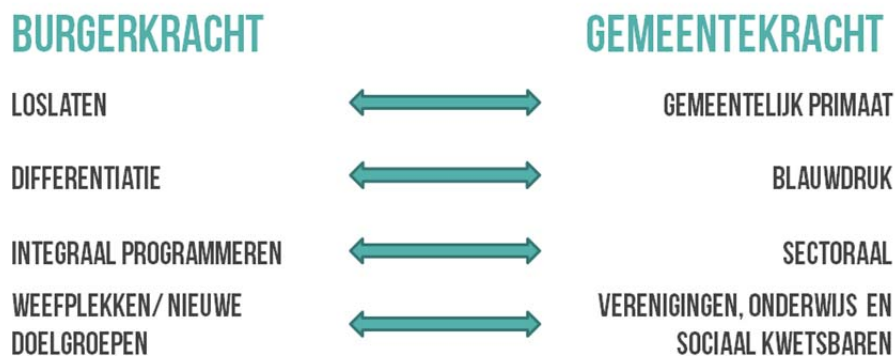 BURGERKRACHT GEMEENTEKRACHT
LOSLATEN GEMEENTELIJK PRIMAAT
DIFFERENTIATIE BLAUWDRUK
INTEGRAAL PROGRAMMEREN SECTORAAL
WEEFPLEKKEN/ NIEUWE
DOELGROEPEN
VERENIGINGEN, ONDERWIJS EN
SOCIAAL KWETSBAREN